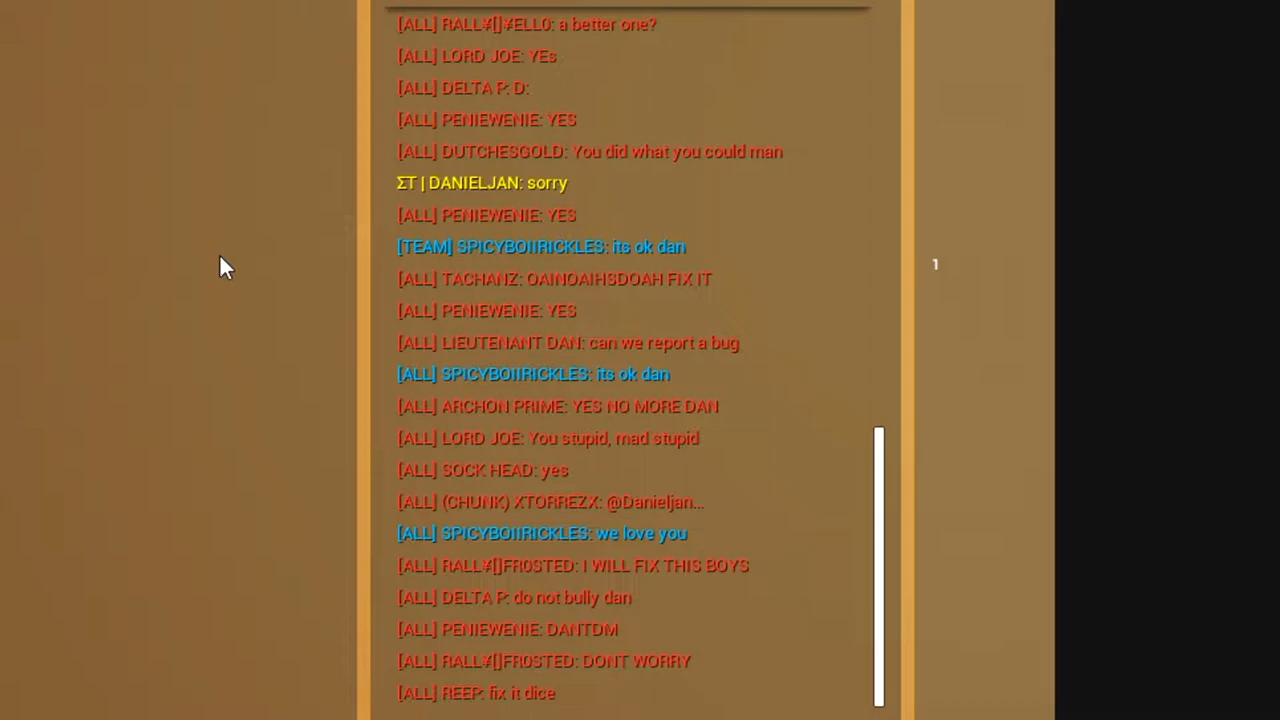 [ALL] RALL¥[]¥ELL0: a better one?
[ALL] LORD JOE: YEs
[ALL] DELTA P: D:
[ALL] PENIEWENIE: YES
[ALL] DUTCHESGOLD: You did what you could man
ΣT | DANIELJAN: sorry
[ALL] PENIEWENIE: YES
[TEAM] SPICYBOIIRICKLES: its ok dan
[ALL] TACHANZ: OAINOAIHSDOAH FIX IT
1
[ALL] PENIEWENIE: YES
[ALL] LIEUTENANT DAN: can we report a bug
[ALL] SPICYBOIIRICKLES: its ok dan
[ALL] ARCHON PRIME: YES NO MORE DAN
[ALL] LORD JOE: You stupid, mad stupid
[ALL] SOCK HEAD: yes
[ALL] (CHUNK) XTORREZX: @Danieljan...
[ALL] SPICYBOIIRICKLES: we love you
[ALL] RALL¥[]FR0STED: I WILL FIX THIS BOYS
[ALL] DELTA P: do not bully dan
[ALL] PENIEWENIE: DANTDM
[ALL] RALL¥[]FR0STED: DONT WORRY
[ALL] REEP: fix it dice